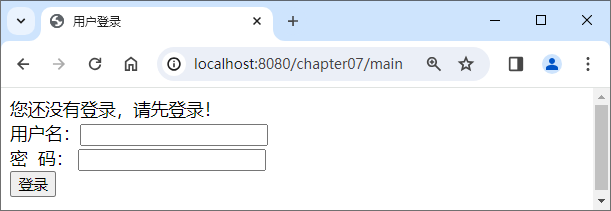 用户登录
localhost:8080/chapter07/main
您还没有登录，请先登录！
用户名：
密 码：
登录